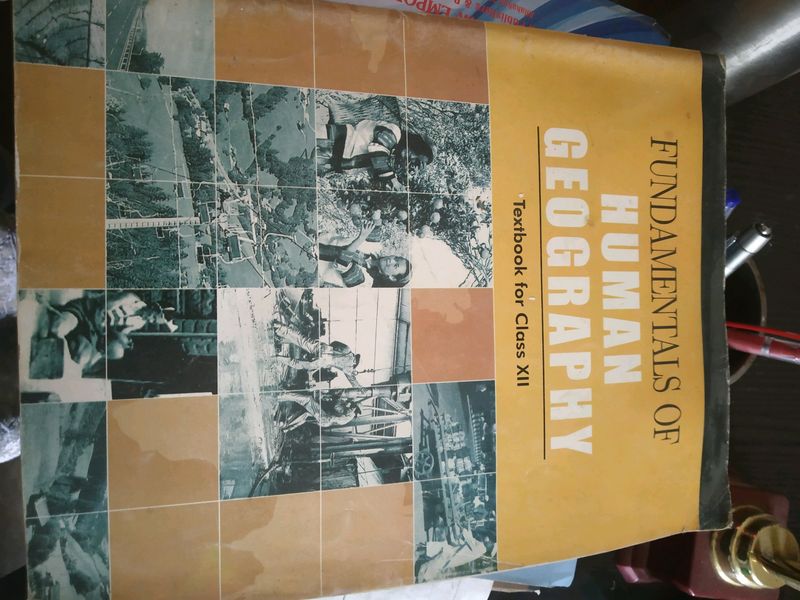 FUNDAMENTALS OF
HUMAN
GEOGRAPHY
Textbook for Class XII